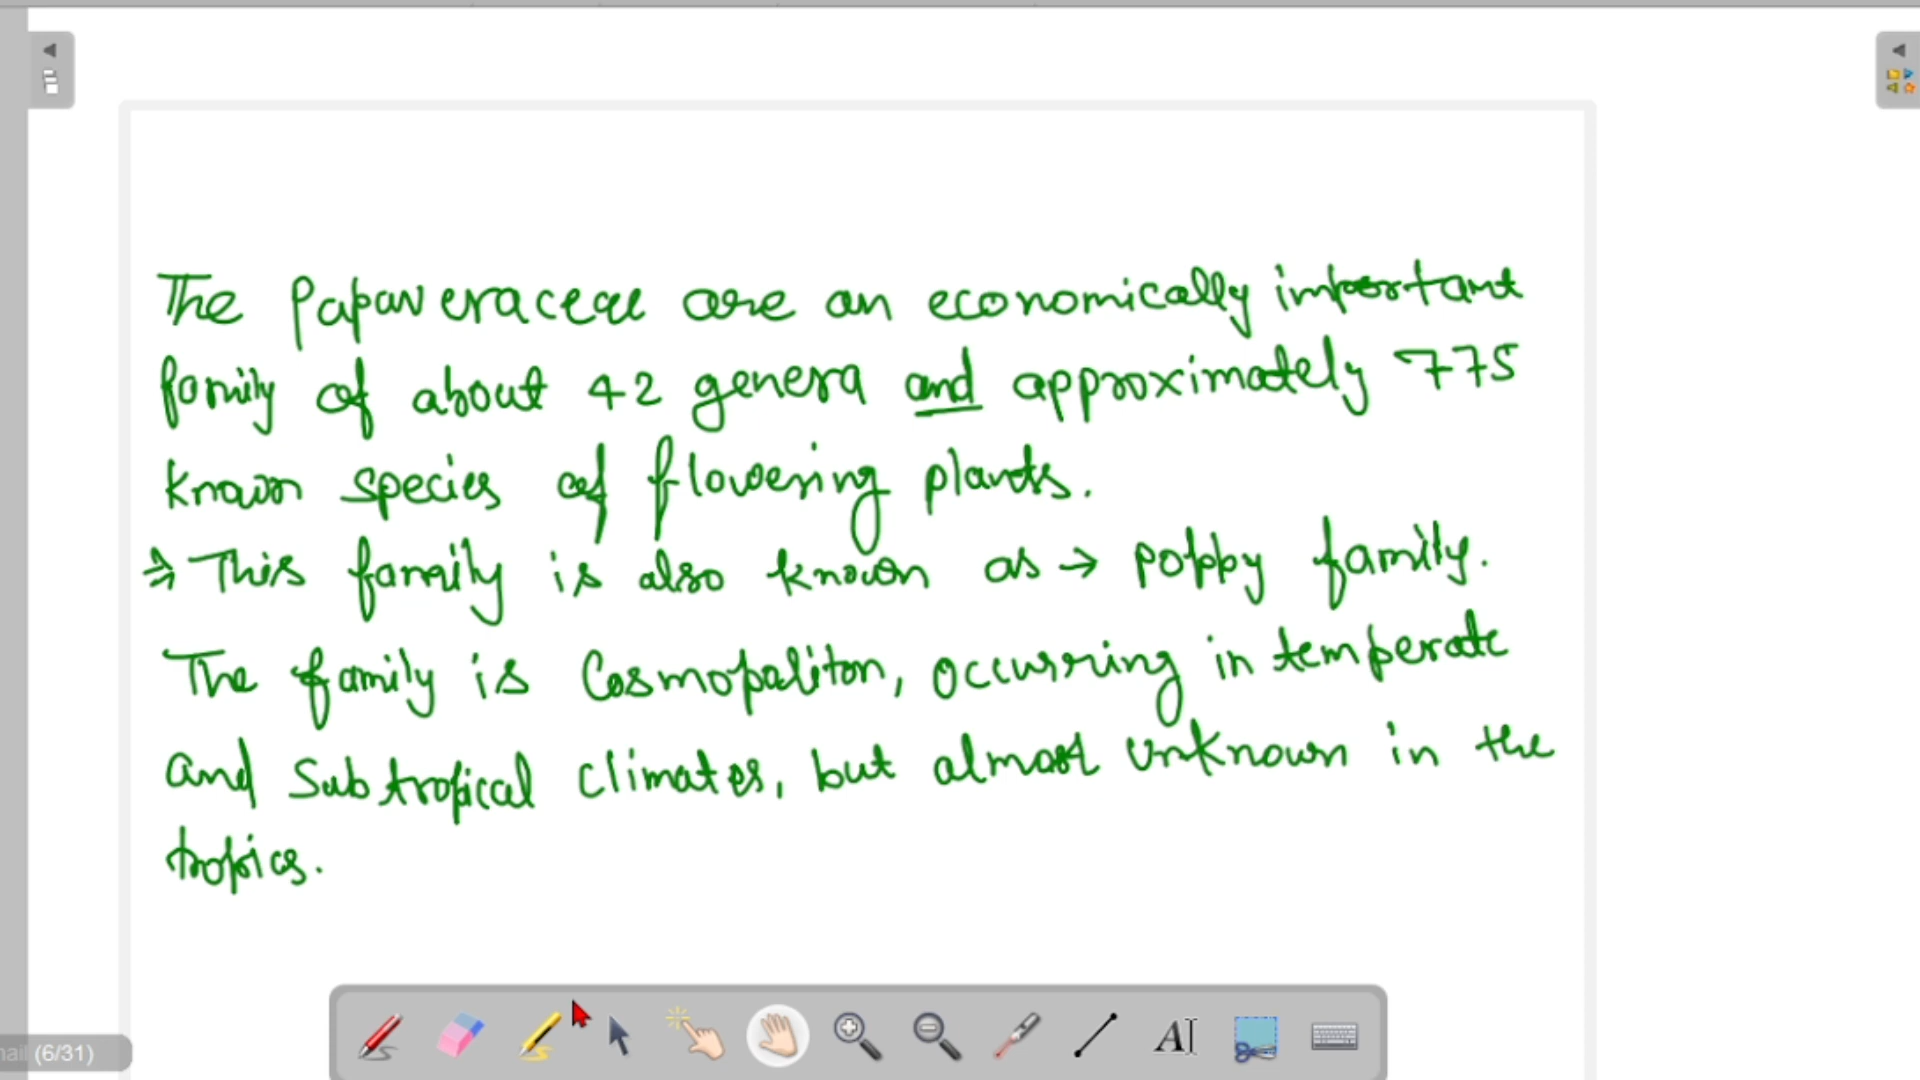 The Papaveraceae are an economically important
family of about 42 genera and approximately 775
known species of flowering plants.
⇒ This family is also known as → poppy family.
The family is Cosmopolitan, occurring in temperate
and Subtropical climates, but almost unknown in the
tropics.
AI
(6/31)